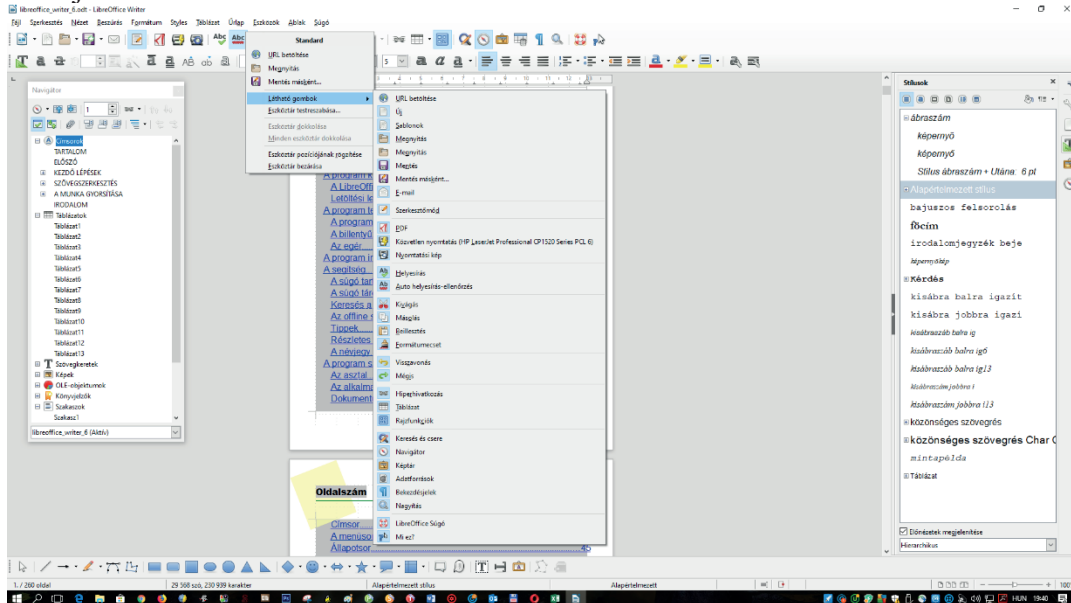 libreoffice_writer_6.odt - LibreOffice Writer
Fájl Szerkesztés Nézet Beszúrás Formátum Styles Táblázat Űrlap Eszközök Ablak Súgó
Standard
URL betöltése
Megnyitás
Mentés másként...
Látható gombok
Eszköztár testreszabása...
Eszköztár dokkolása
Minden eszköztár dokkolása
Eszköztár pozíciójának rögzítése
Eszköztár bezárása
URL betöltése
Új
Sablonok
Megnyitás
Megnyitás
Mentés
Mentés másként...
E-mail
Szerkesztőmód
PDF
Közvetlen nyomtatás (HP LaserJet Professional CP1520 Series PCL 6)
Nyomtatási kép
Helyesírás
Auto helyesírás-ellenőrzés
Kivágás
Másolás
Beillesztés
Formátumecset
Visszavonás
Mégis
Hiperhivatkozás
Táblázat
Rajzfunkciók
Keresés és csere
Navigátor
Képtár
Adatforrások
Bekezdésjelek
Nagyítás
LibreOffice Súgó
Mi ez?
Navigátor
1
Címsorok
TARTALOM
ELŐSZÓ
KEZDŐ LÉPÉSEK
SZÖVEGSZERKESZTÉS
A MUNKA GYORSÍTÁSA
IRODALOM
Táblázatok
Táblázat1
Táblázat2
Táblázat3
Táblázat4
Táblázat5
Táblázat6
Táblázat7
Táblázat8
Táblázat9
Táblázat10
Táblázat11
Táblázat12
Táblázat13
Szövegkeretek
Képek
OLE-objektumok
Könyvjelzők
Szakaszok
Szakasz1
libreoffice_writer_6 (Aktív)
A program k
A LibreOffi
Letöltési le
A program te
A program
A billentyű
Az egér
A program in
A segítség
A súgó tar
A súgó tár
Keresés a
Az offline s
Tippek
Részletes
A névjegy
A program s
Az asztal
Az alkalma
Dokument
Oldalszám
Címsor
A menüso
Állapotsor 45
Stílusok
ábraszám
képernyő
képernyő
Stílus ábraszám + Utána: 6 pt
Alapértelmezett stílus
bajuszos felsorolás
főcím
irodalomjegyzék beje
képernyőkép
Kérdés
kisábra balra igazít
kisábra jobbra igazí
kisábraszáb balra ig
kisábraszáb balra ig6
kisábraszáb balra ig13
kisábraszám jobbra i
kisábraszám jobbra i13
közönséges szövegrés
közönséges szövegrés Char
mintapélda
Táblázat
Előnézetek megjelenítése
Hierarchikus
1. / 260 oldal 29 568 szó, 230 939 karakter Alapértelmezett stílus Alapértelmezett 100
HUN 19:40